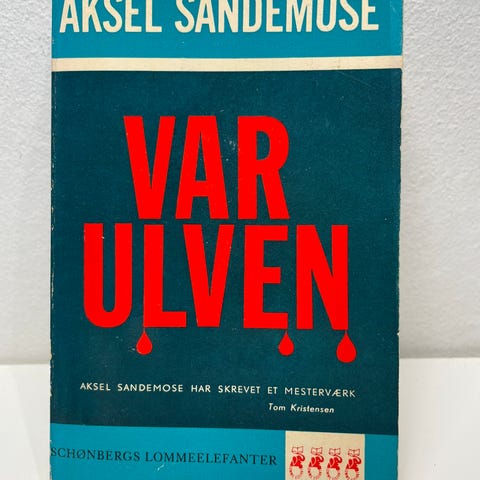 AKSEL SANDEMOSE
VAR
ULVEN
AKSEL SANDEMOSE HAR SKREVET ET MESTERVÆRK
Tom Kristensen
SCHØNBERGS LOMMEELEFANTER